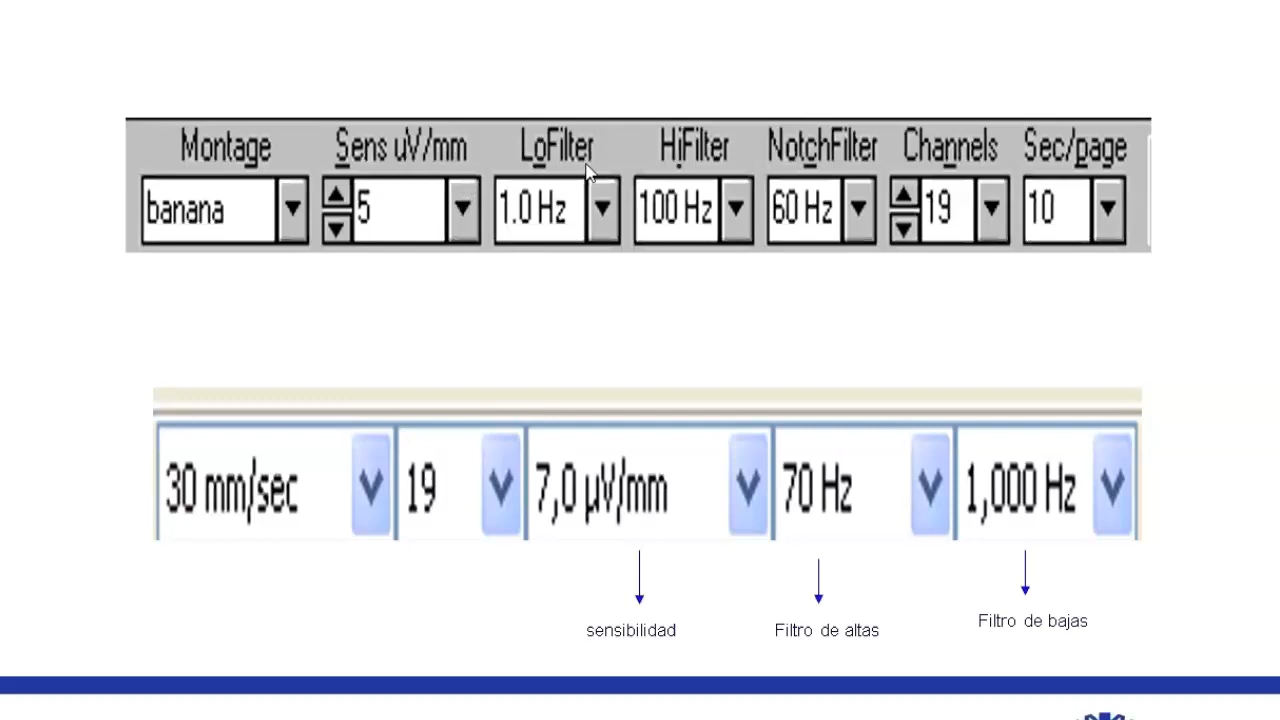 Montage Sens uV/mm LoFilter HiFilter NotchFilter Channels Sec/page
banana 5 1.0 Hz 100 Hz 60 Hz 19 10
30 mm/sec 19 7,0 µV/mm 70 Hz 1,000 Hz
sensibilidad Filtro de altas Filtro de bajas